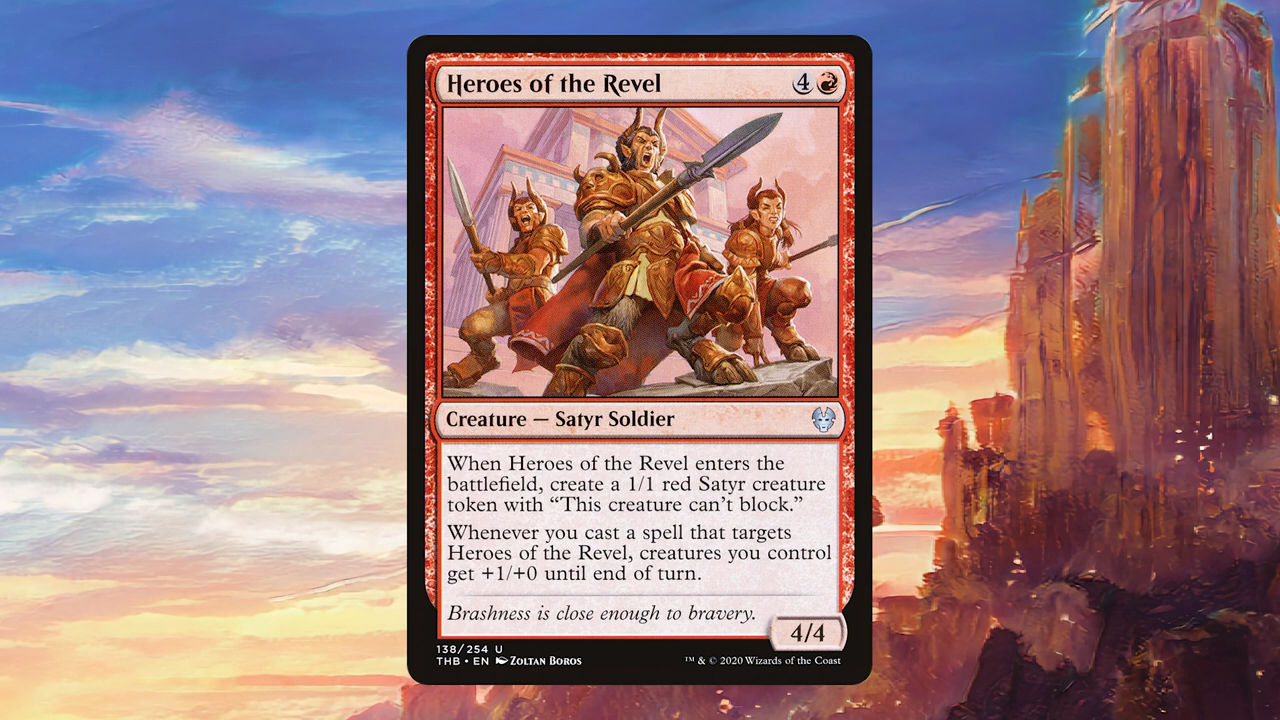 Heroes of the Revel 4
Creature — Satyr Soldier
When Heroes of the Revel enters the
battlefield, create a 1/1 red Satyr creature
token with “This creature can’t block.”
Whenever you cast a spell that targets
Heroes of the Revel, creatures you control
get +1/+0 until end of turn.
Brashness is close enough to bravery.
4/4
138/254 U
THB • EN Zoltan Boros
™ & © 2020 Wizards of the Coast